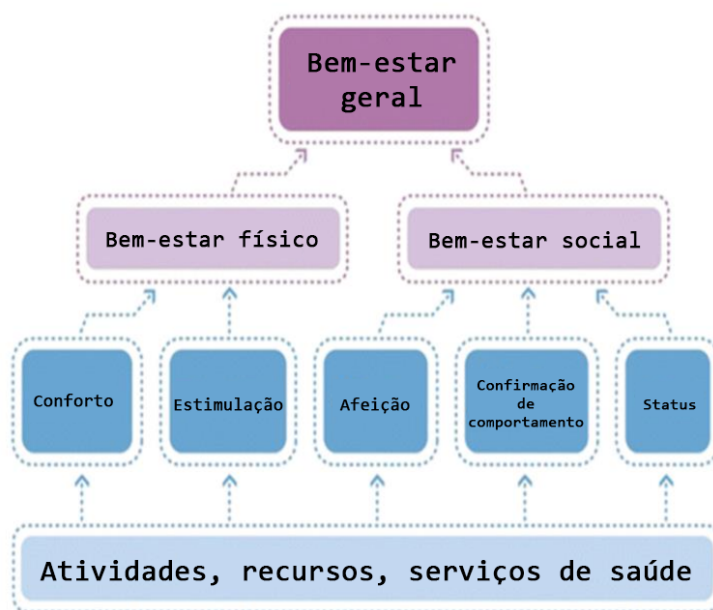 Bem-estar
geral
Bem-estar físico
Bem-estar social
Conforto
Estimulação
Afeição
Confirmação
de
comportamento
Status
Atividades, recursos, serviços de saúde